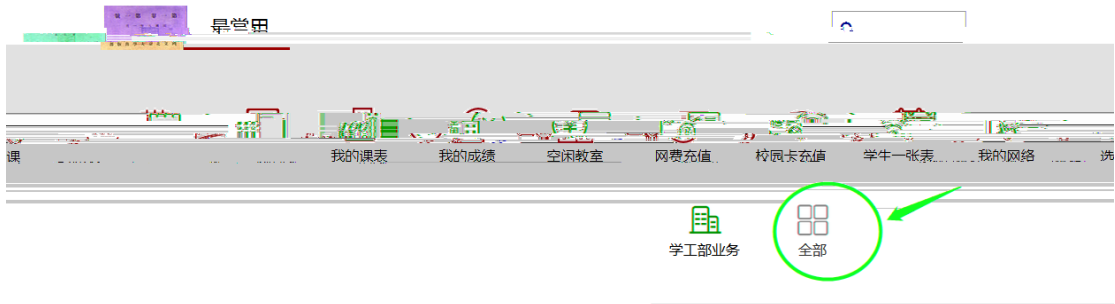 最常用
课 我的课表 我的成绩 空闲教室 网费充值 校园卡充值 学生一张表 我的网络 选
学工部业务 全部